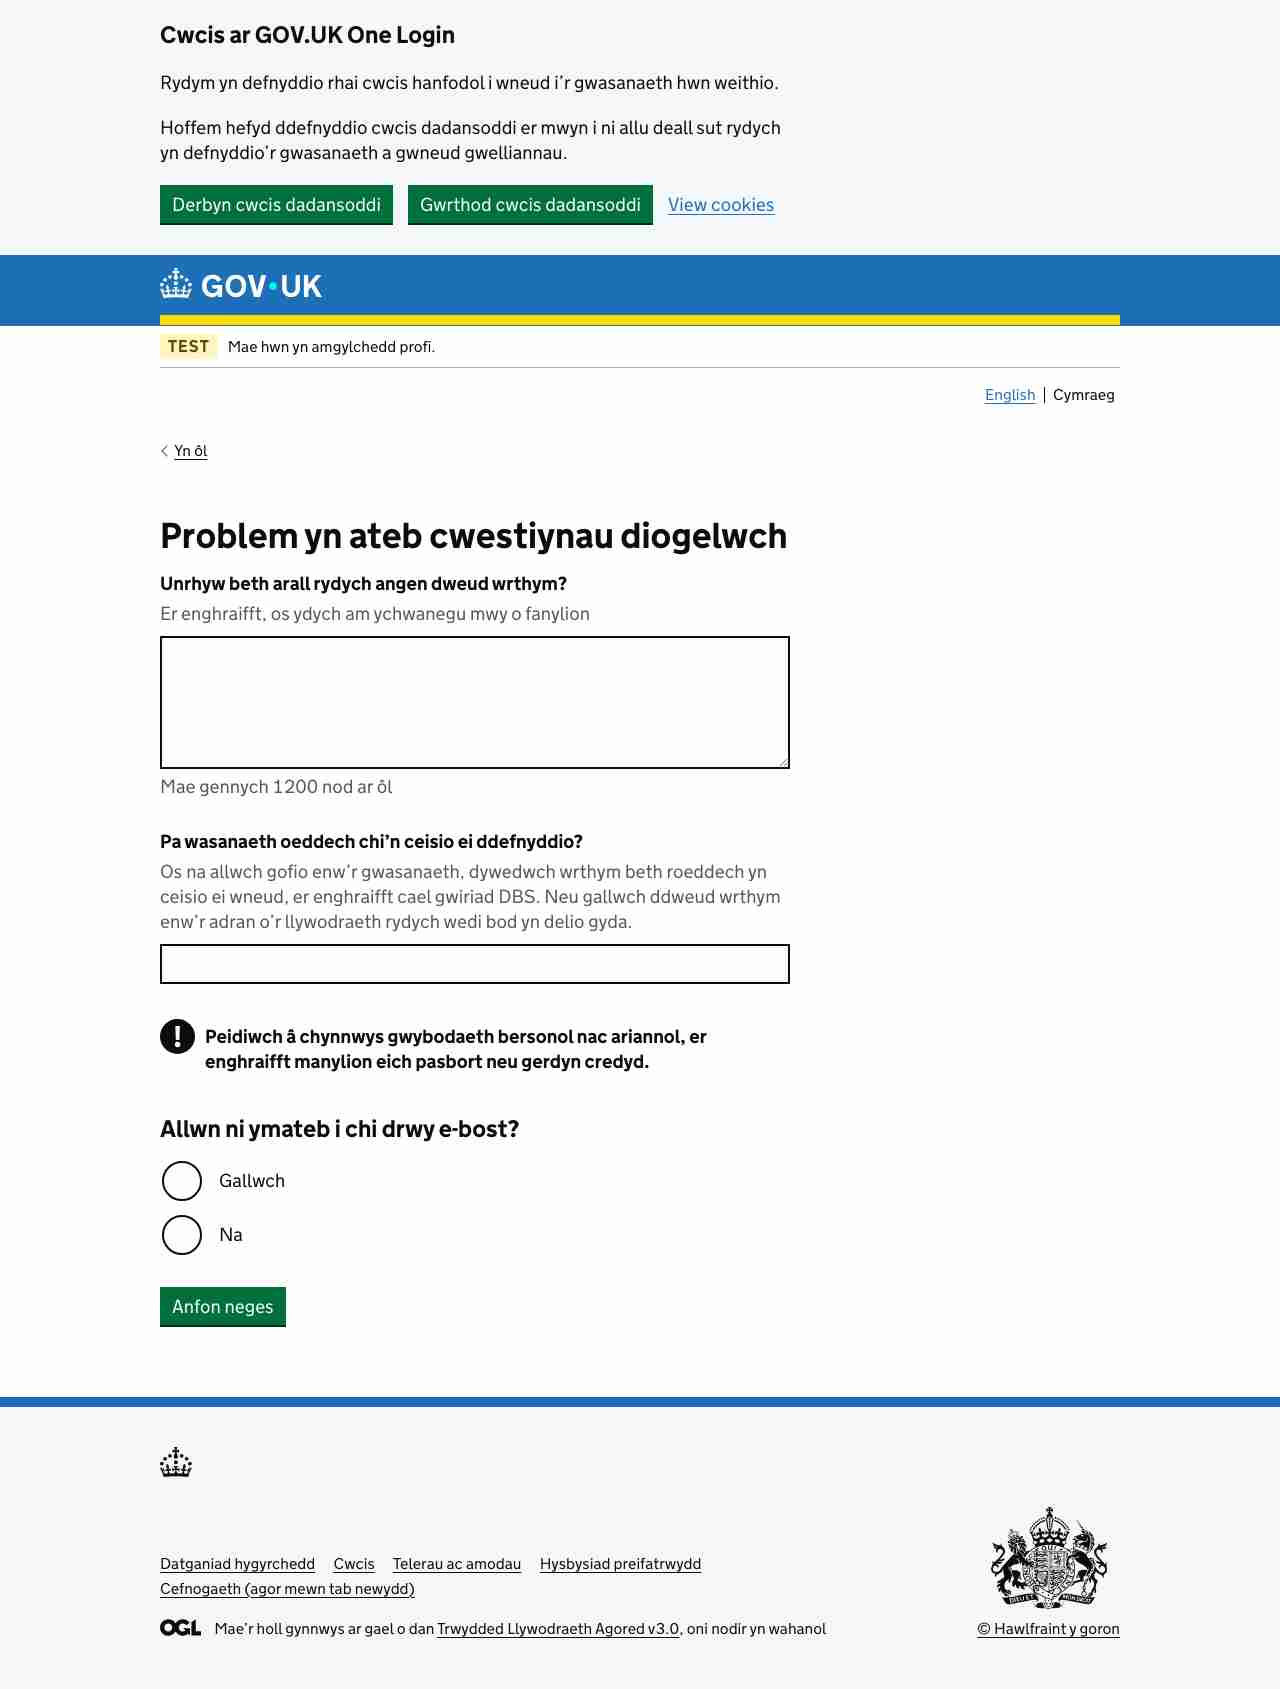 Cwcis ar GOV.UK One Login
Rydym yn defnyddio rhai cwcis hanfodol i wneud i'r gwasanaeth hwn weithio.
Hoffem hefyd ddefnyddio cwcis dadansoddi er mwyn i ni allu deall sut rydych
yn defnyddio'r gwasanaeth a gwneud gwelliannau.
Derbyn cwcis dadansoddi Gwrthod cwcis dadansoddi View cookies
GOV•UK
TEST Mae hwn yn amgylchedd profi.
English | Cymraeg
Yn ôl
Problem yn ateb cwestiynau diogelwch
Unrhyw beth arall rydych angen dweud wrthym?
Er enghraifft, os ydych am ychwanegu mwy o fanylion
Mae gennych 1200 nod ar ôl
Pa wasanaeth oeddech chi'n ceisio ei ddefnyddio?
Os na allwch gofio enw'r gwasanaeth, dywedwch wrthym beth roeddech yn
ceisio ei wneud, er enghraifft cael gwiriad DBS. Neu gallwch ddweud wrthym
enw'r adran o'r llywodraeth rydych wedi bod yn delio gyda.
! Peidiwch â chynnwys gwybodaeth bersonol nac ariannol, er
enghraifft manylion eich pasbort neu gerdyn credyd.
Allwn ni ymateb i chi drwy e-bost?
Gallwch
Na
Anfon neges
Datganiad hygyrchedd Cwcis Telerau ac amodau Hysbysiad preifatrwydd
Cefnogaeth (agor mewn tab newydd)
OGL Mae'r holl gynnwys ar gael o dan Trwydded Llywodraeth Agored v3.0, oni nodir yn wahanol
© Hawlfraint y goron